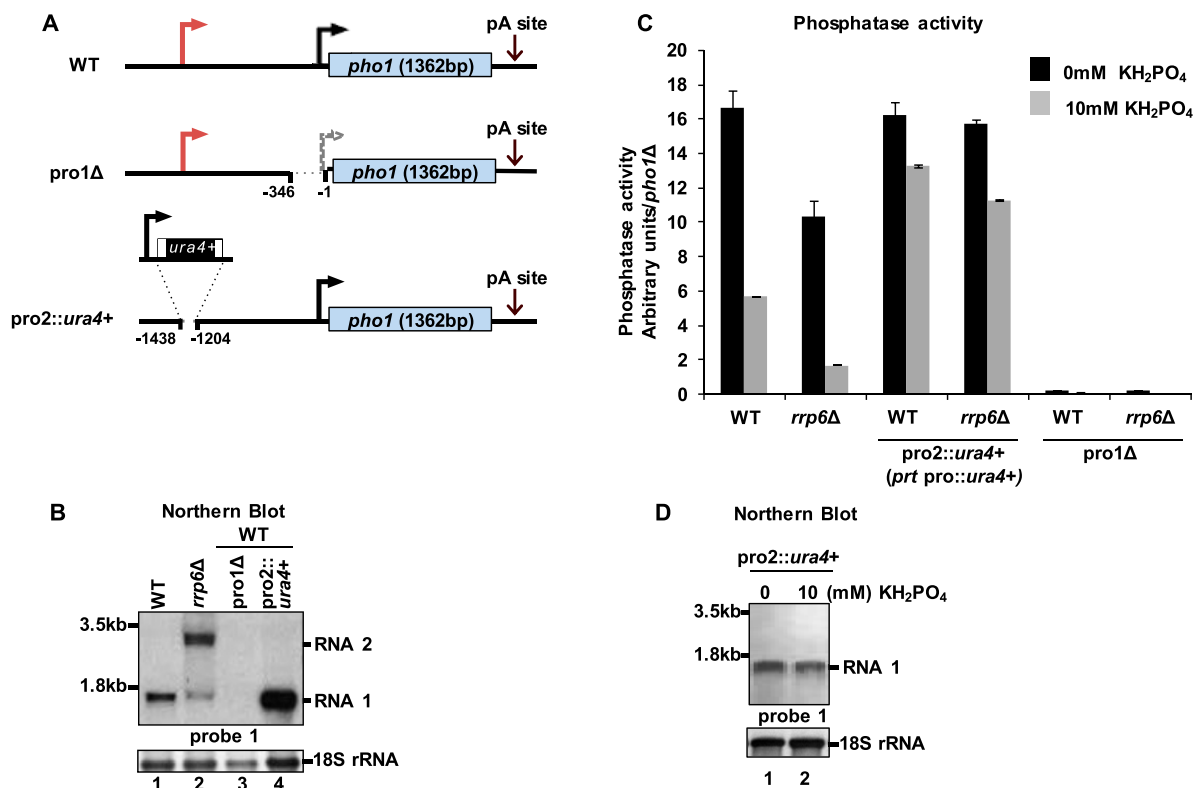 A
WT
pA site
pho1 (1362bp)
pro1Δ
pA site
pho1 (1362bp)
-346
-1
ura4+
pro2::ura4+
pA site
pho1 (1362bp)
-1438
-1204
C
Phosphatase activity
Phosphatase activity
Arbitrary units/pho1Δ
20
18
16
14
12
10
8
6
4
2
0
0mM KH₂PO₄
10mM KH₂PO₄
WT
rrp6Δ
WT
rrp6Δ
WT
rrp6Δ
pro2::ura4+
(prt pro::ura4+)
pro1Δ
B
Northern Blot
WT
WT
rrp6Δ
pro1Δ
pro2::
ura4+
3.5kb
1.8kb
RNA 2
RNA 1
probe 1
18S rRNA
1 2 3 4
D
Northern Blot
pro2::ura4+
0 10 (mM) KH₂PO₄
3.5kb
1.8kb
RNA 1
probe 1
18S rRNA
1 2